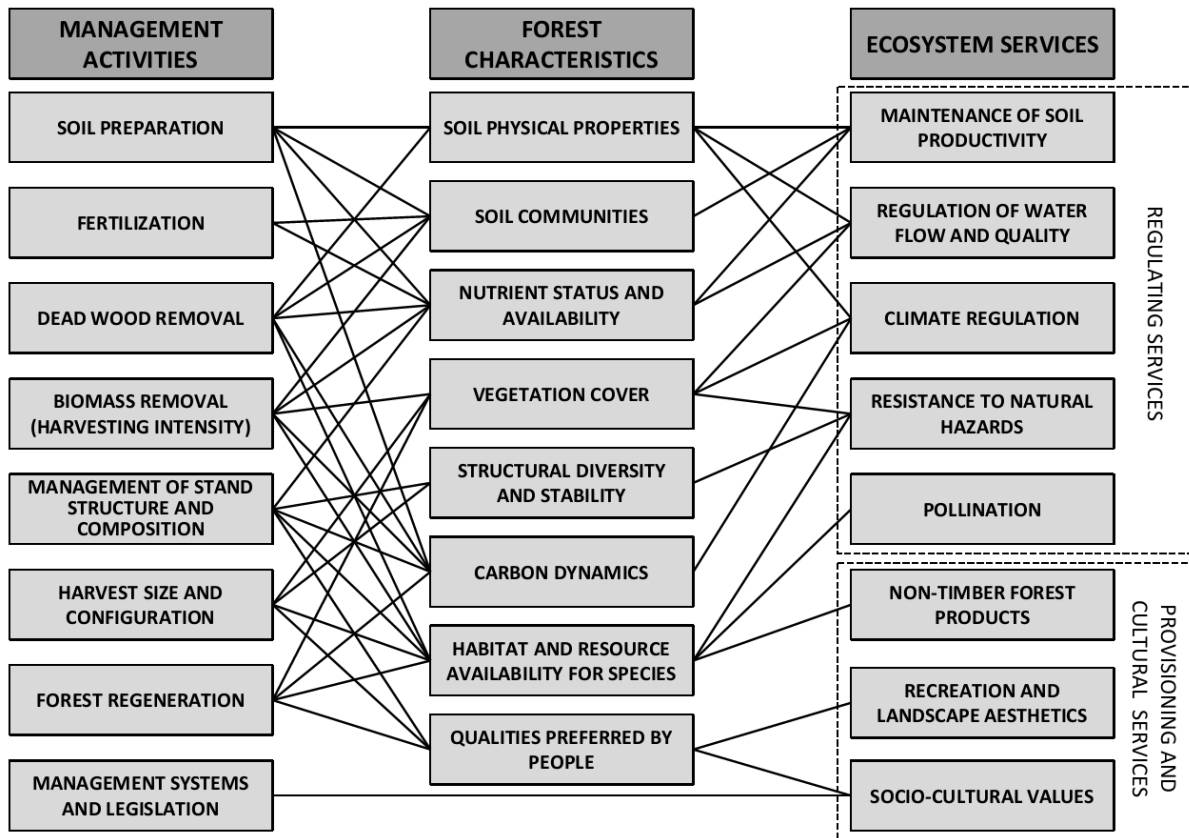 MANAGEMENT
ACTIVITIES
SOIL PREPARATION
FERTILIZATION
DEAD WOOD REMOVAL
BIOMASS REMOVAL
(HARVESTING INTENSITY)
MANAGEMENT OF STAND
STRUCTURE AND
COMPOSITION
HARVEST SIZE AND
CONFIGURATION
FOREST REGENERATION
MANAGEMENT SYSTEMS
AND LEGISLATION
FOREST
CHARACTERISTICS
SOIL PHYSICAL PROPERTIES
SOIL COMMUNITIES
NUTRIENT STATUS AND
AVAILABILITY
VEGETATION COVER
STRUCTURAL DIVERSITY
AND STABILITY
CARBON DYNAMICS
HABITAT AND RESOURCE
AVAILABILITY FOR SPECIES
QUALITIES PREFERRED BY
PEOPLE
ECOSYSTEM SERVICES
MAINTENANCE OF SOIL
PRODUCTIVITY
REGULATION OF WATER
FLOW AND QUALITY
CLIMATE REGULATION
RESISTANCE TO NATURAL
HAZARDS
POLLINATION
NON-TIMBER FOREST
PRODUCTS
RECREATION AND
LANDSCAPE AESTHETICS
SOCIO-CULTURAL VALUES
REGULATING SERVICES
PROVISIONING AND
CULTURAL SERVICES